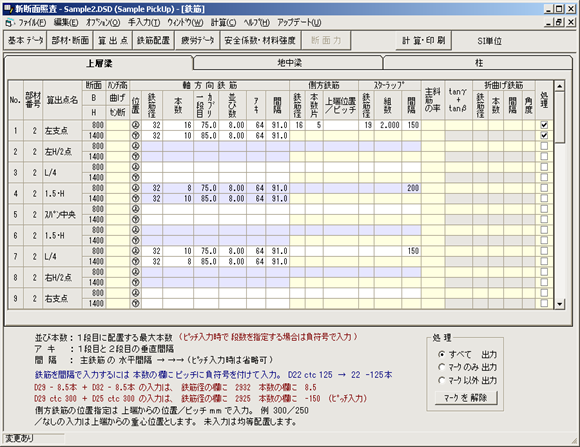 新断面照査 - Sample2.DSD (Sample PickUp) - [鉄筋]
ファイル(F) 編集(E) オプション(O) 手入力(T) ウィンドウ(W) 計算(C) ヘルプ(H) アップデート(U)
基本データ 部材・断面 算出点 鉄筋配置 疲労データ 安全係数・材料強度 断面力 計算・印刷 SI単位
上層梁 地中梁 柱
No. 部材番号 算出点名 断面 B H ハンチ高 曲げ せん断 位置 軸方向鉄筋 鉄筋径 本数 一段目カブリ 並び数 アキ 間隔 側方鉄筋 鉄筋径 本数片 上端位置/ピッチ スターラップ 鉄筋径 組数 間隔 主鉄筋の率 tanγ+tanβ 折曲げ鉄筋 鉄筋径 本数 間隔 角度 処理
1 2 左支点 800 上 32 16 75.0 8.00 64 91.0 16 5 19 2.000 150
1400 下 32 10 85.0 8.00 64 91.0
2 2 左H/2点 800 上
1400 下
3 2 L/4 800 上
1400 下
4 2 1.5・H 800 上 32 8 75.0 8.00 64 91.0 200
1400 下 32 10 85.0 8.00 64 91.0
5 2 スパン中央 800 上
1400 下
6 2 1.5・H 800 上
1400 下
7 2 L/4 800 上 32 10 75.0 8.00 64 91.0 150
1400 下 32 8 85.0 8.00 64 91.0
8 2 右H/2点 800 上
1400 下
9 2 右支点 800 上
1400 下
並び本数：１段目に配置する最大本数 (ピッチ入力時で段数を指定する場合は負符号で入力)
アキ ：１段目と２段目の垂直間隔
間隔 ：主鉄筋の水平間隔 →→→(ピッチ入力時は省略可)
鉄筋を間隔で入力するには 本数の欄にピッチに負符号を付けて入力。 D22 ctc 125 → 22 -125本
D29 - 8.5本 + D32 - 8.5本 の入力は、 鉄筋径の欄に 2932 本数の欄に 8.5
D29 ctc 300 + D25 ctc 300 の入力は、 鉄筋径の欄に 2925 本数の欄に -150 (ピッチ入力)
側方鉄筋の位置指定は 上端からの位置/ピッチ mm で入力。 例 300/250
/なしの入力は上端からの重心位置とします。 未入力は均等配置します。
処理
すべて 出力
マークのみ 出力
マーク以外 出力
マークを解除
変更あり